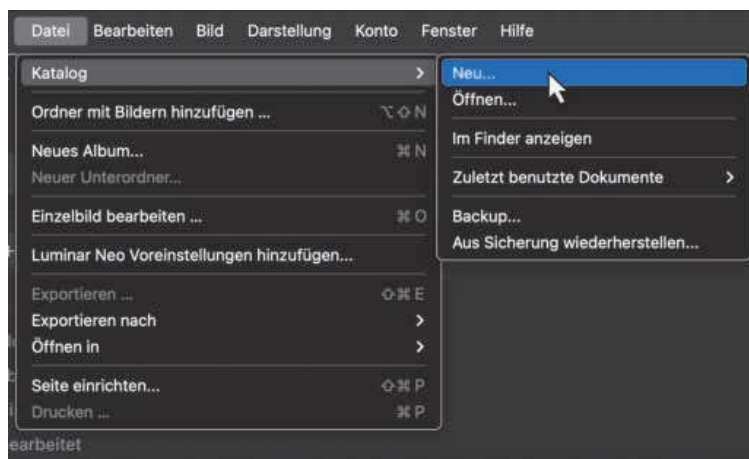 Datei Bearbeiten Bild Darstellung Konto Fenster Hilfe
Katalog >
Ordner mit Bildern hinzufügen ... ⌥⇧N
Neues Album... ⌘N
Neuer Unterordner...
Einzelbild bearbeiten ... ⌘O
Luminar Neo Voreinstellungen hinzufügen...
Exportieren ... ⇧⌘E
Exportieren nach >
Öffnen in >
Seite einrichten... ⇧⌘P
Drucken ... ⌘P
Neu...
Öffnen...
Im Finder anzeigen
Zuletzt benutzte Dokumente >
Backup...
Aus Sicherung wiederherstellen...
earbeitet